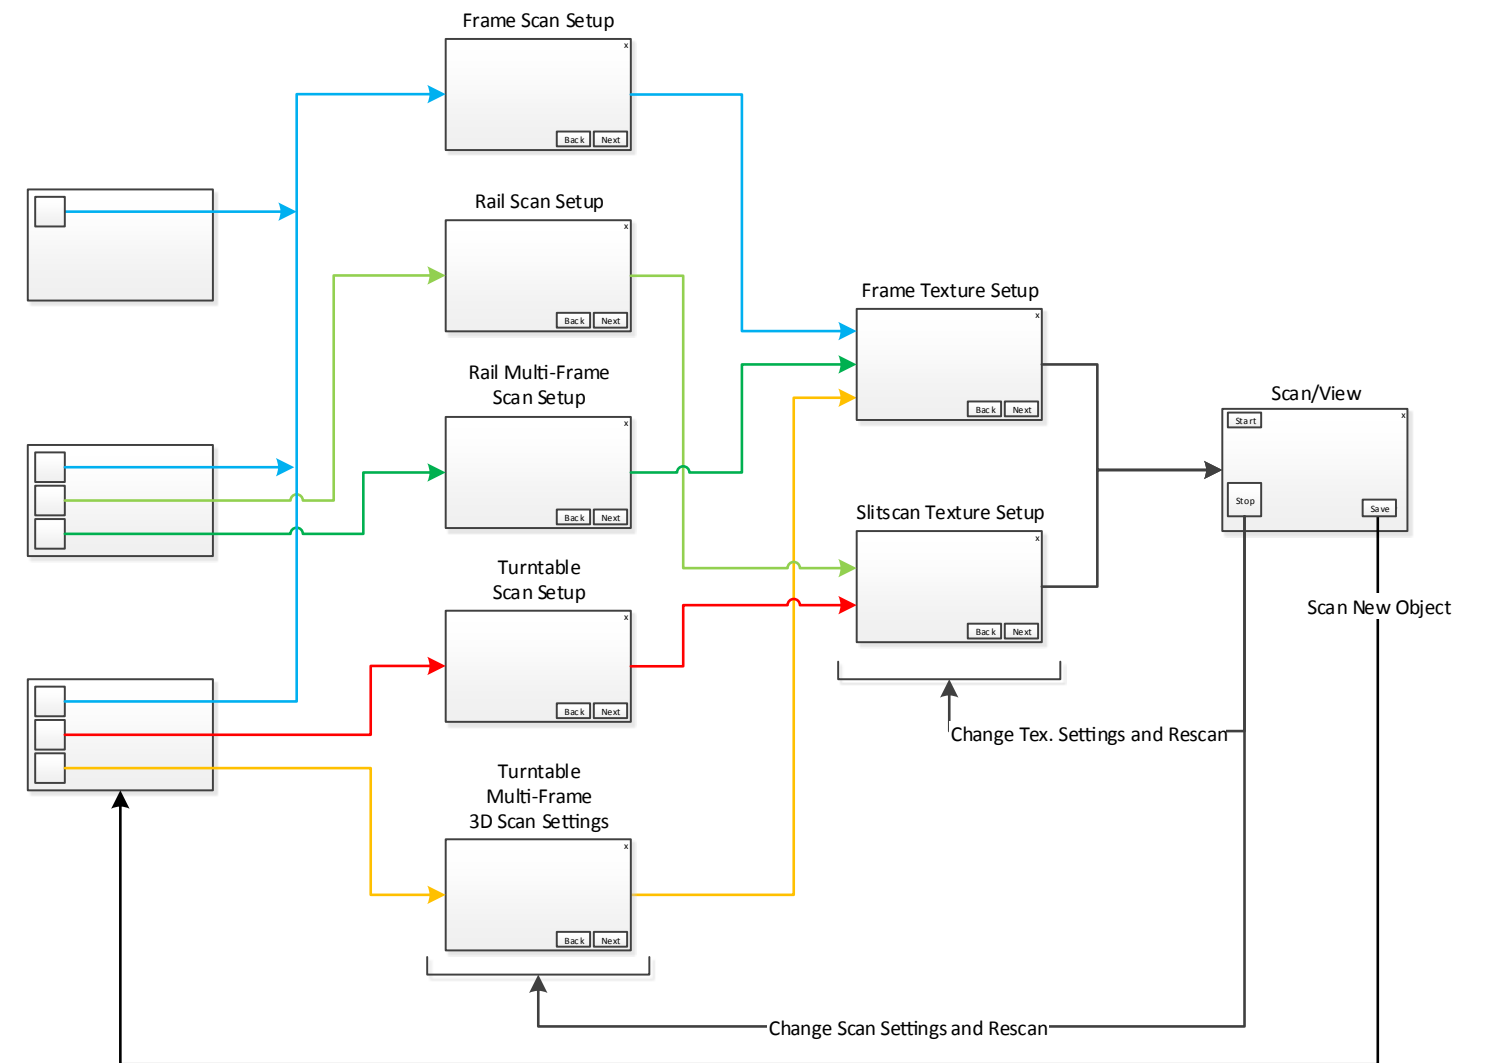 Frame Scan Setup
x
Back Next
Rail Scan Setup
x
Back Next
Rail Multi-Frame
Scan Setup
x
Back Next
Turntable
Scan Setup
x
Back Next
Turntable
Multi-Frame
3D Scan Settings
x
Back Next
Frame Texture Setup
x
Back Next
Slitscan Texture Setup
x
Back Next
Scan/View
x
Start
Stop
Save
Scan New Object
Change Tex. Settings and Rescan
Change Scan Settings and Rescan